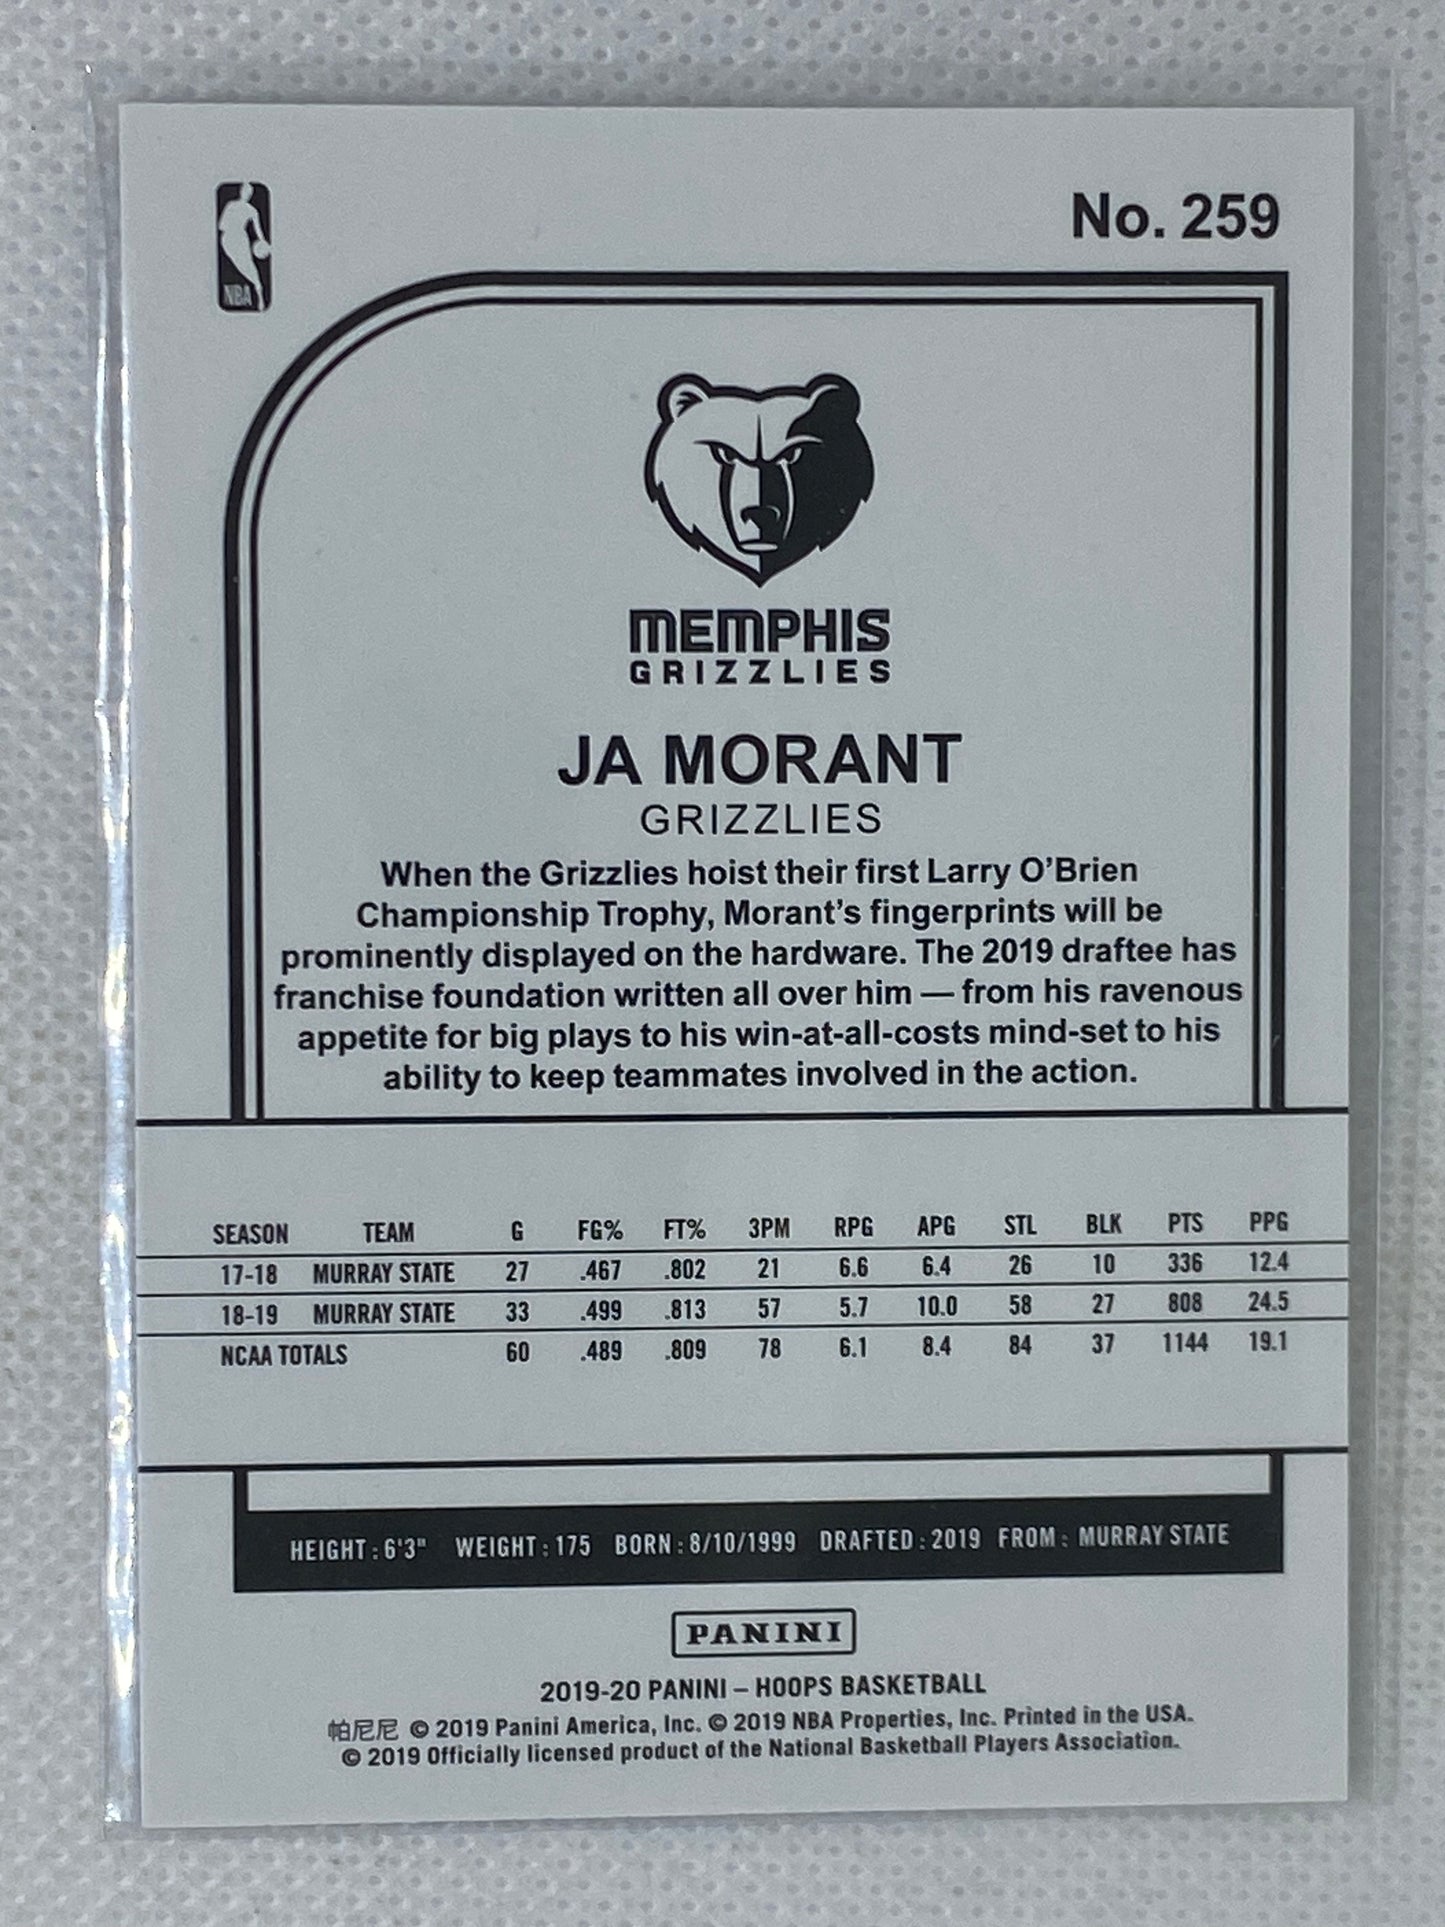 No. 259
NBA
MEMPHIS
GRIZZLIES
JA MORANT
GRIZZLIES
When the Grizzlies hoist their first Larry O'Brien
Championship Trophy, Morant's fingerprints will be
prominently displayed on the hardware. The 2019 draftee has
franchise foundation written all over him — from his ravenous
appetite for big plays to his win-at-all-costs mind-set to his
ability to keep teammates involved in the action.
SEASON TEAM G FG% FT% 3PM RPG APG STL BLK PTS PPG
17-18 MURRAY STATE 27 .467 .802 21 6.6 6.4 26 10 336 12.4
18-19 MURRAY STATE 33 .499 .813 57 5.7 10.0 58 27 808 24.5
NCAA TOTALS 60 .489 .809 78 6.1 8.4 84 37 1144 19.1
HEIGHT: 6'3" WEIGHT: 175 BORN: 8/10/1999 DRAFTED: 2019 FROM: MURRAY STATE
PANINI
2019-20 PANINI – HOOPS BASKETBALL
帕尼尼 © 2019 Panini America, Inc. © 2019 NBA Properties, Inc. Printed in the USA.
© 2019 Officially licensed product of the National Basketball Players Association.